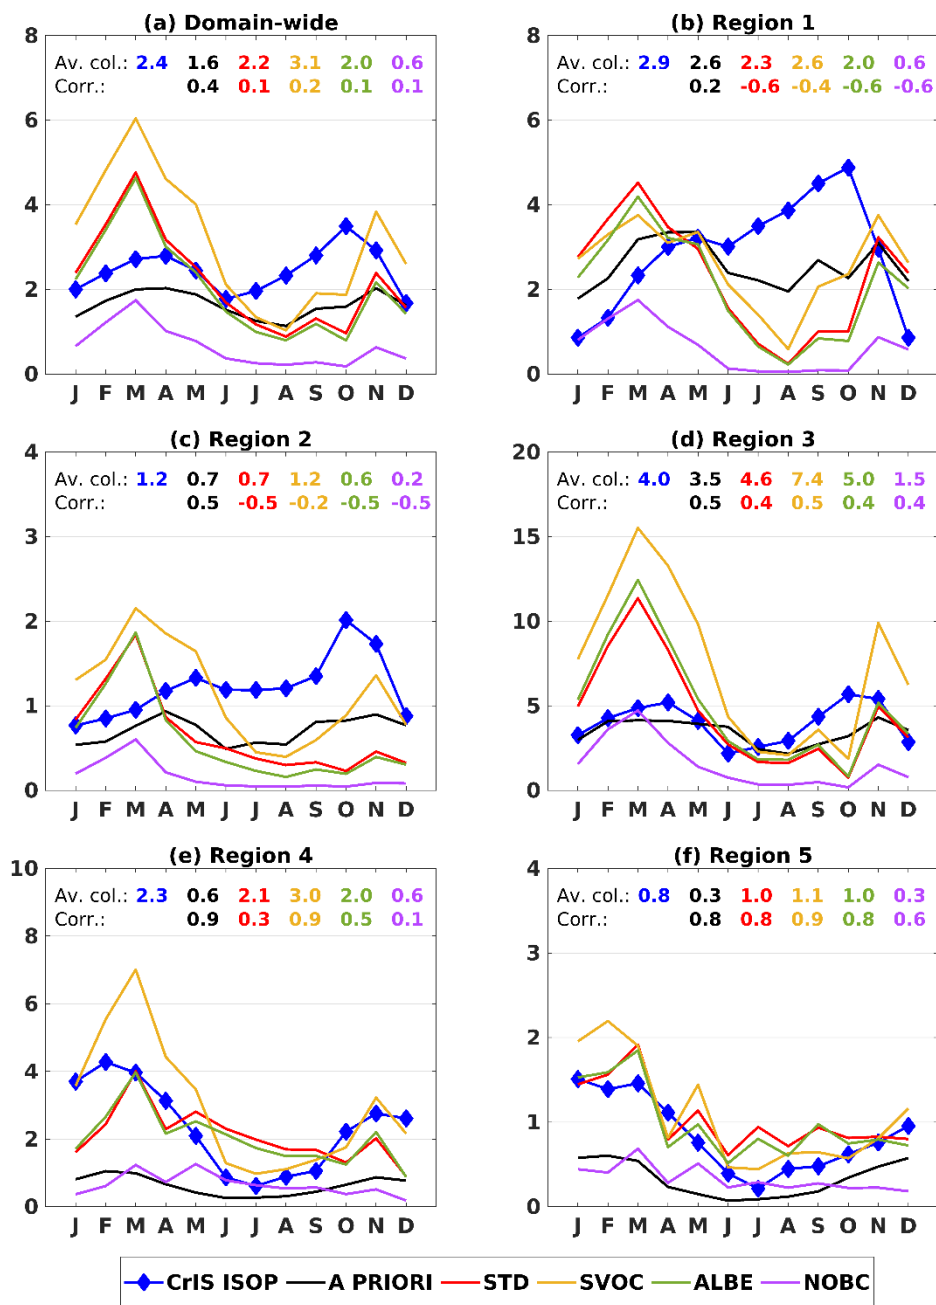 (a) Domain-wide
Av. col.: 2.4 1.6 2.2 3.1 2.0 0.6
Corr.: 0.4 0.1 0.2 0.1 0.1
8
6
4
2
0
J F M A M J J A S O N D
(b) Region 1
Av. col.: 2.9 2.6 2.3 2.6 2.0 0.6
Corr.: 0.2 -0.6 -0.4 -0.6 -0.6
8
6
4
2
0
J F M A M J J A S O N D
(c) Region 2
Av. col.: 1.2 0.7 0.7 1.2 0.6 0.2
Corr.: 0.5 -0.5 -0.2 -0.5 -0.5
4
3
2
1
0
J F M A M J J A S O N D
(d) Region 3
Av. col.: 4.0 3.5 4.6 7.4 5.0 1.5
Corr.: 0.5 0.4 0.5 0.4 0.4
20
15
10
5
0
J F M A M J J A S O N D
(e) Region 4
Av. col.: 2.3 0.6 2.1 3.0 2.0 0.6
Corr.: 0.9 0.3 0.9 0.5 0.1
10
8
6
4
2
0
J F M A M J J A S O N D
(f) Region 5
Av. col.: 0.8 0.3 1.0 1.1 1.0 0.3
Corr.: 0.8 0.8 0.9 0.8 0.6
4
3
2
1
0
J F M A M J J A S O N D
CrIS ISOP A PRIORI STD SVOC ALBE NOBC